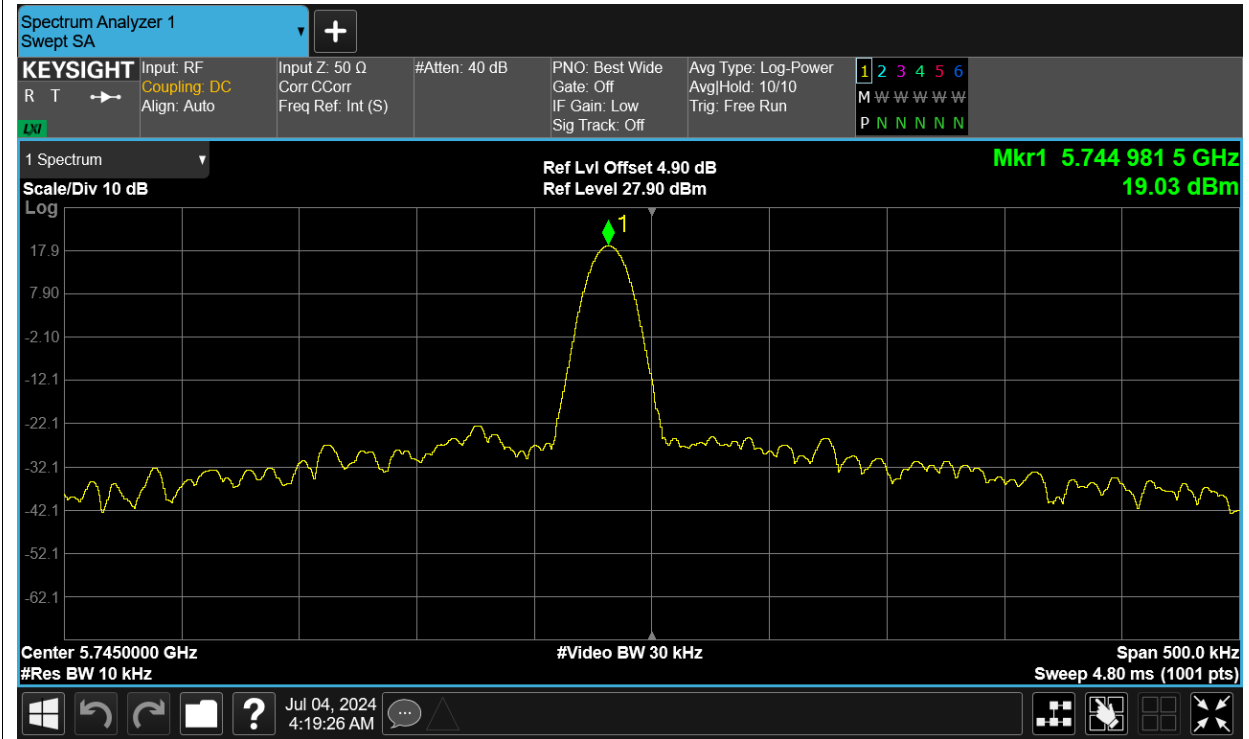 Spectrum Analyzer 1
Swept SA
KEYSIGHT
R T
LXI
Input: RF
Coupling: DC
Align: Auto
Input Z: 50 Ω
Corr CCorr
Freq Ref: Int (S)
#Atten: 40 dB
PNO: Best Wide
Gate: Off
IF Gain: Low
Sig Track: Off
Avg Type: Log-Power
Avg|Hold: 10/10
Trig: Free Run
1 2 3 4 5 6
M W W W W W
P N N N N N
1 Spectrum
Scale/Div 10 dB
Ref Lvl Offset 4.90 dB
Ref Level 27.90 dBm
Mkr1 5.744 981 5 GHz
19.03 dBm
Log
1
17.9
7.90
-2.10
-12.1
-22.1
-32.1
-42.1
-52.1
-62.1
Center 5.7450000 GHz
#Video BW 30 kHz
Span 500.0 kHz
#Res BW 10 kHz
Sweep 4.80 ms (1001 pts)
?
Jul 04, 2024
4:19:26 AM